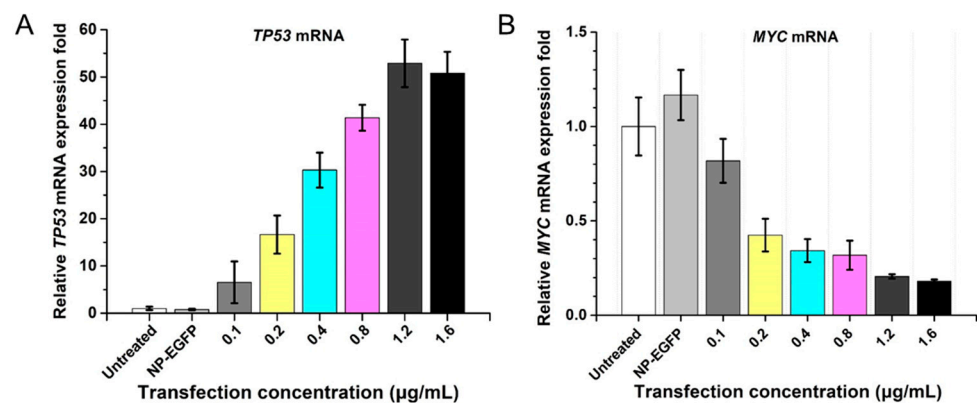 A
TP53 mRNA
Relative TP53 mRNA expression fold
60
50
40
30
20
10
0
Untreated
NP-EGFP
0.1
0.2
0.4
0.8
1.2
1.6
Transfection concentration (µg/mL)
B
MYC mRNA
Relative MYC mRNA expression fold
1.5
1.0
0.5
0.0
Untreated
NP-EGFP
0.1
0.2
0.4
0.8
1.2
1.6
Transfection concentration (µg/mL)